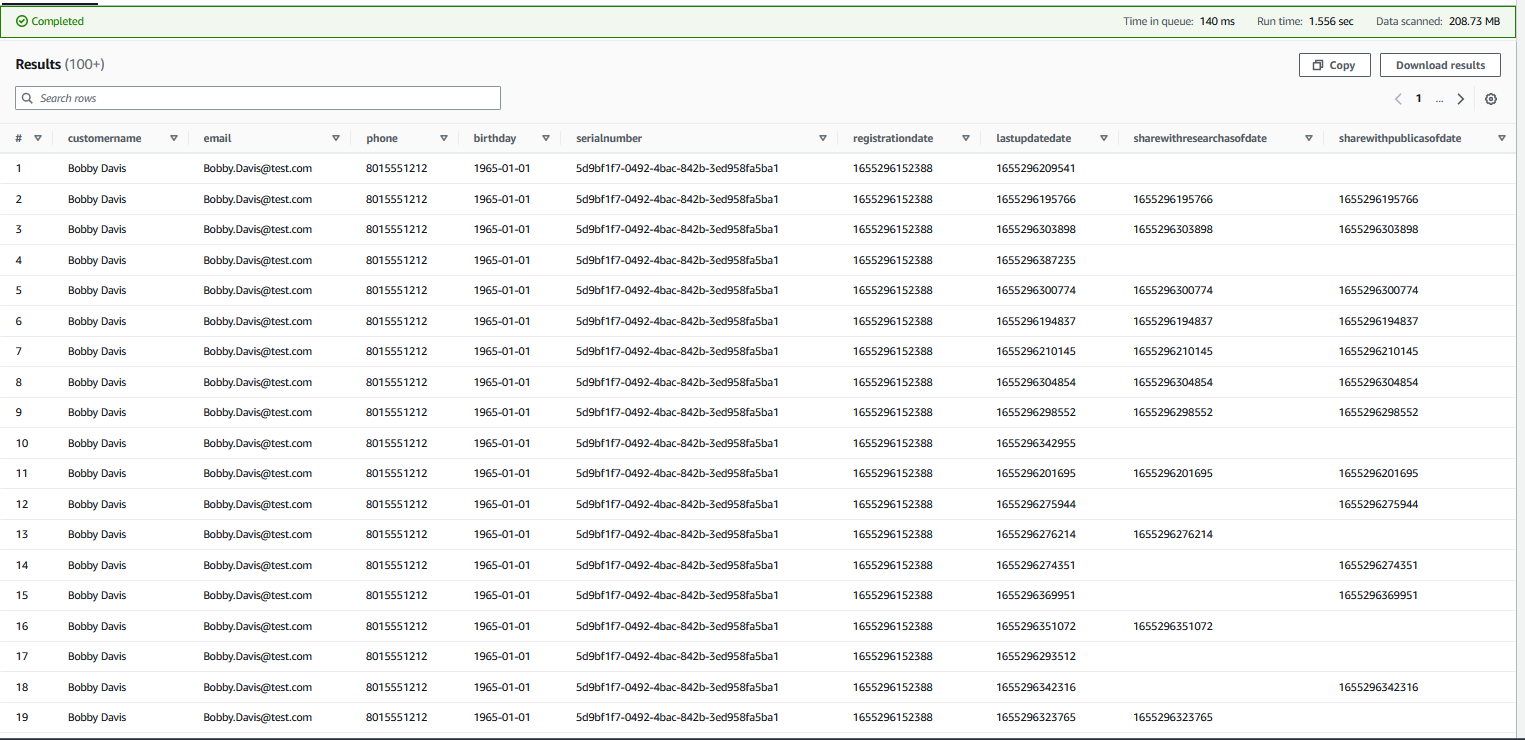 Completed Time in queue: 140 ms Run time: 1.556 sec Data scanned: 208.73 MB
Results (100+) Copy Download results
Search rows 1 ...
# customername email phone birthday serialnumber registrationdate lastupdatedate sharewithresearchasofdate sharewithpublicasofdate
1 Bobby Davis Bobby.Davis@test.com 8015551212 1965-01-01 5d9bf1f7-0492-4bac-842b-3ed958fa5ba1 1655296152388 1655296209541
2 Bobby Davis Bobby.Davis@test.com 8015551212 1965-01-01 5d9bf1f7-0492-4bac-842b-3ed958fa5ba1 1655296152388 1655296195766 1655296195766 1655296195766
3 Bobby Davis Bobby.Davis@test.com 8015551212 1965-01-01 5d9bf1f7-0492-4bac-842b-3ed958fa5ba1 1655296152388 1655296303898 1655296303898 1655296303898
4 Bobby Davis Bobby.Davis@test.com 8015551212 1965-01-01 5d9bf1f7-0492-4bac-842b-3ed958fa5ba1 1655296152388 1655296387235
5 Bobby Davis Bobby.Davis@test.com 8015551212 1965-01-01 5d9bf1f7-0492-4bac-842b-3ed958fa5ba1 1655296152388 1655296300774 1655296300774 1655296300774
6 Bobby Davis Bobby.Davis@test.com 8015551212 1965-01-01 5d9bf1f7-0492-4bac-842b-3ed958fa5ba1 1655296152388 1655296194837 1655296194837 1655296194837
7 Bobby Davis Bobby.Davis@test.com 8015551212 1965-01-01 5d9bf1f7-0492-4bac-842b-3ed958fa5ba1 1655296152388 1655296210145 1655296210145 1655296210145
8 Bobby Davis Bobby.Davis@test.com 8015551212 1965-01-01 5d9bf1f7-0492-4bac-842b-3ed958fa5ba1 1655296152388 1655296304854 1655296304854 1655296304854
9 Bobby Davis Bobby.Davis@test.com 8015551212 1965-01-01 5d9bf1f7-0492-4bac-842b-3ed958fa5ba1 1655296152388 1655296298552 1655296298552 1655296298552
10 Bobby Davis Bobby.Davis@test.com 8015551212 1965-01-01 5d9bf1f7-0492-4bac-842b-3ed958fa5ba1 1655296152388 1655296342955
11 Bobby Davis Bobby.Davis@test.com 8015551212 1965-01-01 5d9bf1f7-0492-4bac-842b-3ed958fa5ba1 1655296152388 1655296201695 1655296201695 1655296201695
12 Bobby Davis Bobby.Davis@test.com 8015551212 1965-01-01 5d9bf1f7-0492-4bac-842b-3ed958fa5ba1 1655296152388 1655296275944 1655296275944
13 Bobby Davis Bobby.Davis@test.com 8015551212 1965-01-01 5d9bf1f7-0492-4bac-842b-3ed958fa5ba1 1655296152388 1655296276214 1655296276214
14 Bobby Davis Bobby.Davis@test.com 8015551212 1965-01-01 5d9bf1f7-0492-4bac-842b-3ed958fa5ba1 1655296152388 1655296274351 1655296274351
15 Bobby Davis Bobby.Davis@test.com 8015551212 1965-01-01 5d9bf1f7-0492-4bac-842b-3ed958fa5ba1 1655296152388 1655296369951 1655296369951
16 Bobby Davis Bobby.Davis@test.com 8015551212 1965-01-01 5d9bf1f7-0492-4bac-842b-3ed958fa5ba1 1655296152388 1655296351072 1655296351072
17 Bobby Davis Bobby.Davis@test.com 8015551212 1965-01-01 5d9bf1f7-0492-4bac-842b-3ed958fa5ba1 1655296152388 1655296293512
18 Bobby Davis Bobby.Davis@test.com 8015551212 1965-01-01 5d9bf1f7-0492-4bac-842b-3ed958fa5ba1 1655296152388 1655296342316 1655296342316
19 Bobby Davis Bobby.Davis@test.com 8015551212 1965-01-01 5d9bf1f7-0492-4bac-842b-3ed958fa5ba1 1655296152388 1655296323765 1655296323765